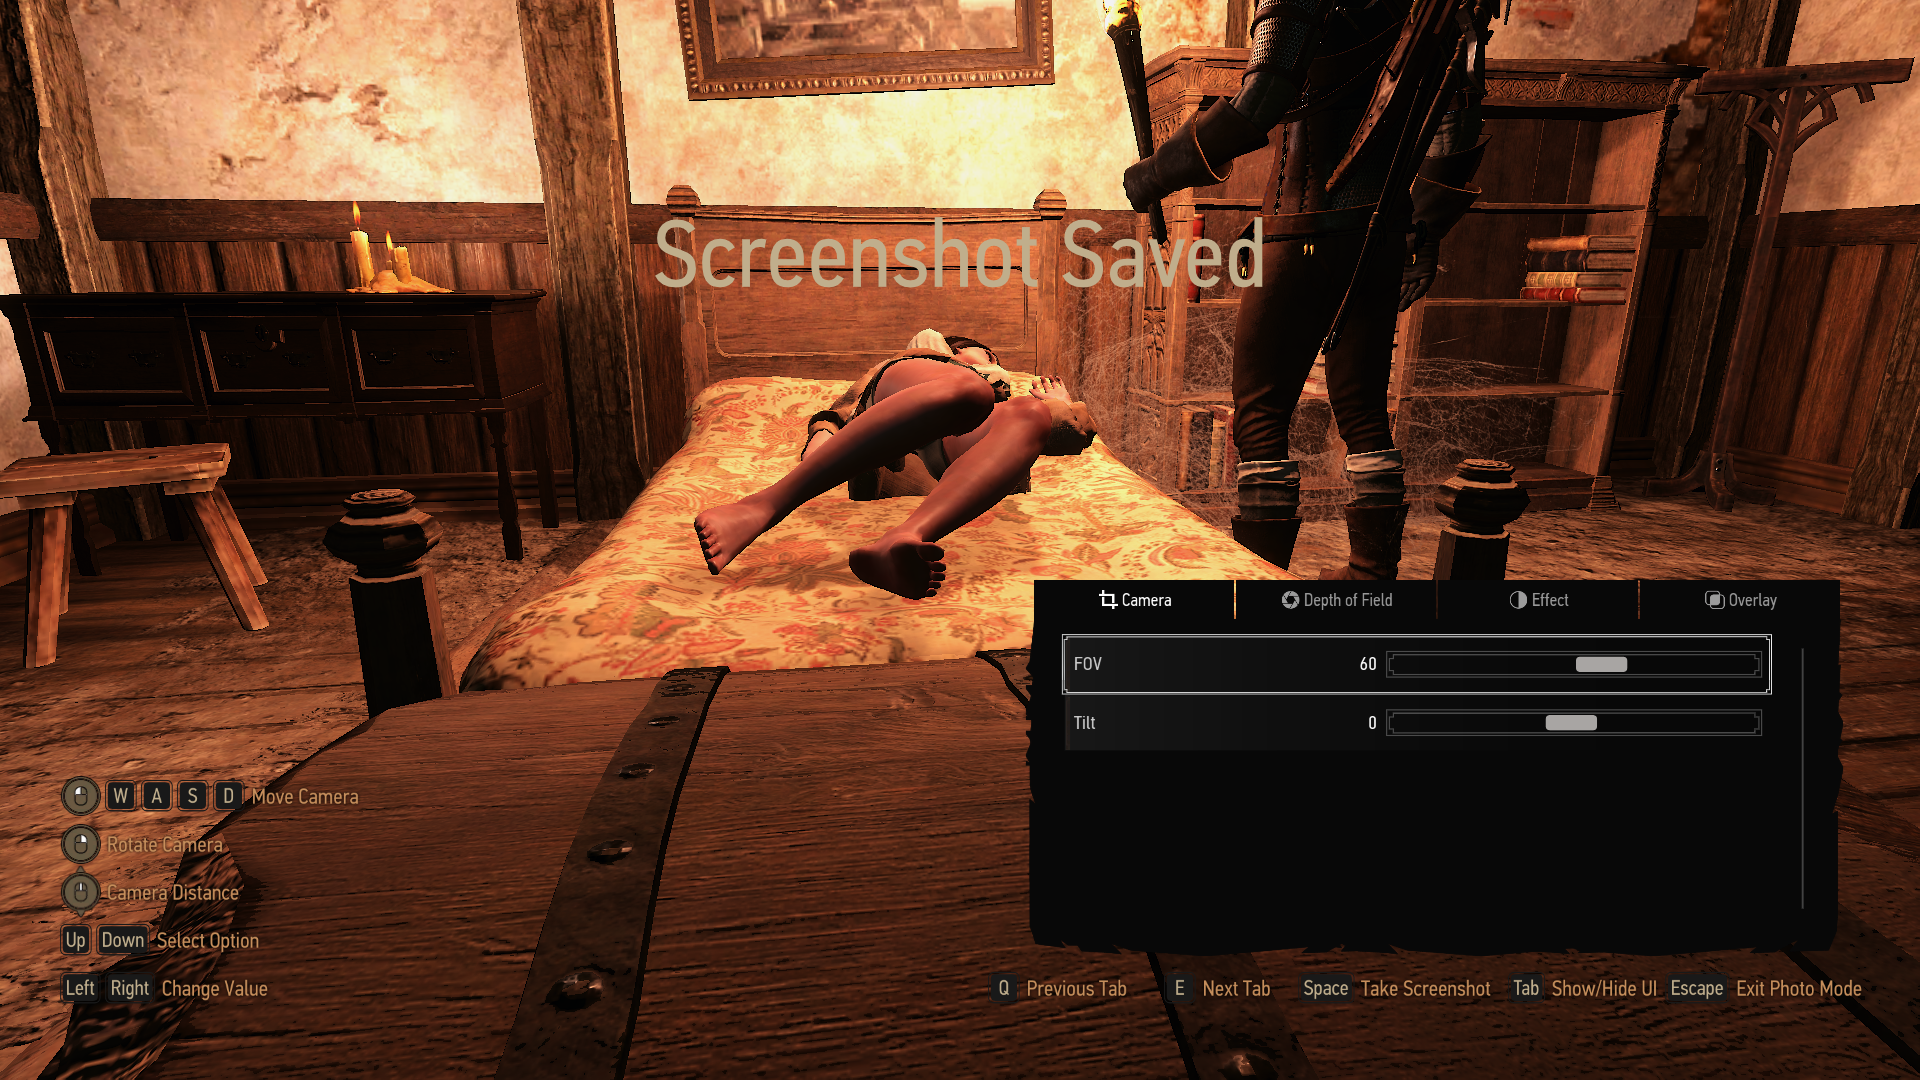 Screenshot Saved
Camera
Depth of Field
Effect
Overlay
FOV 60
Tilt 0
W A S D Move Camera
Rotate Camera
Camera Distance
Up Down Select Option
Left Right Change Value
Q Previous Tab E Next Tab Space Take Screenshot Tab Show/Hide UI Escape Exit Photo Mode